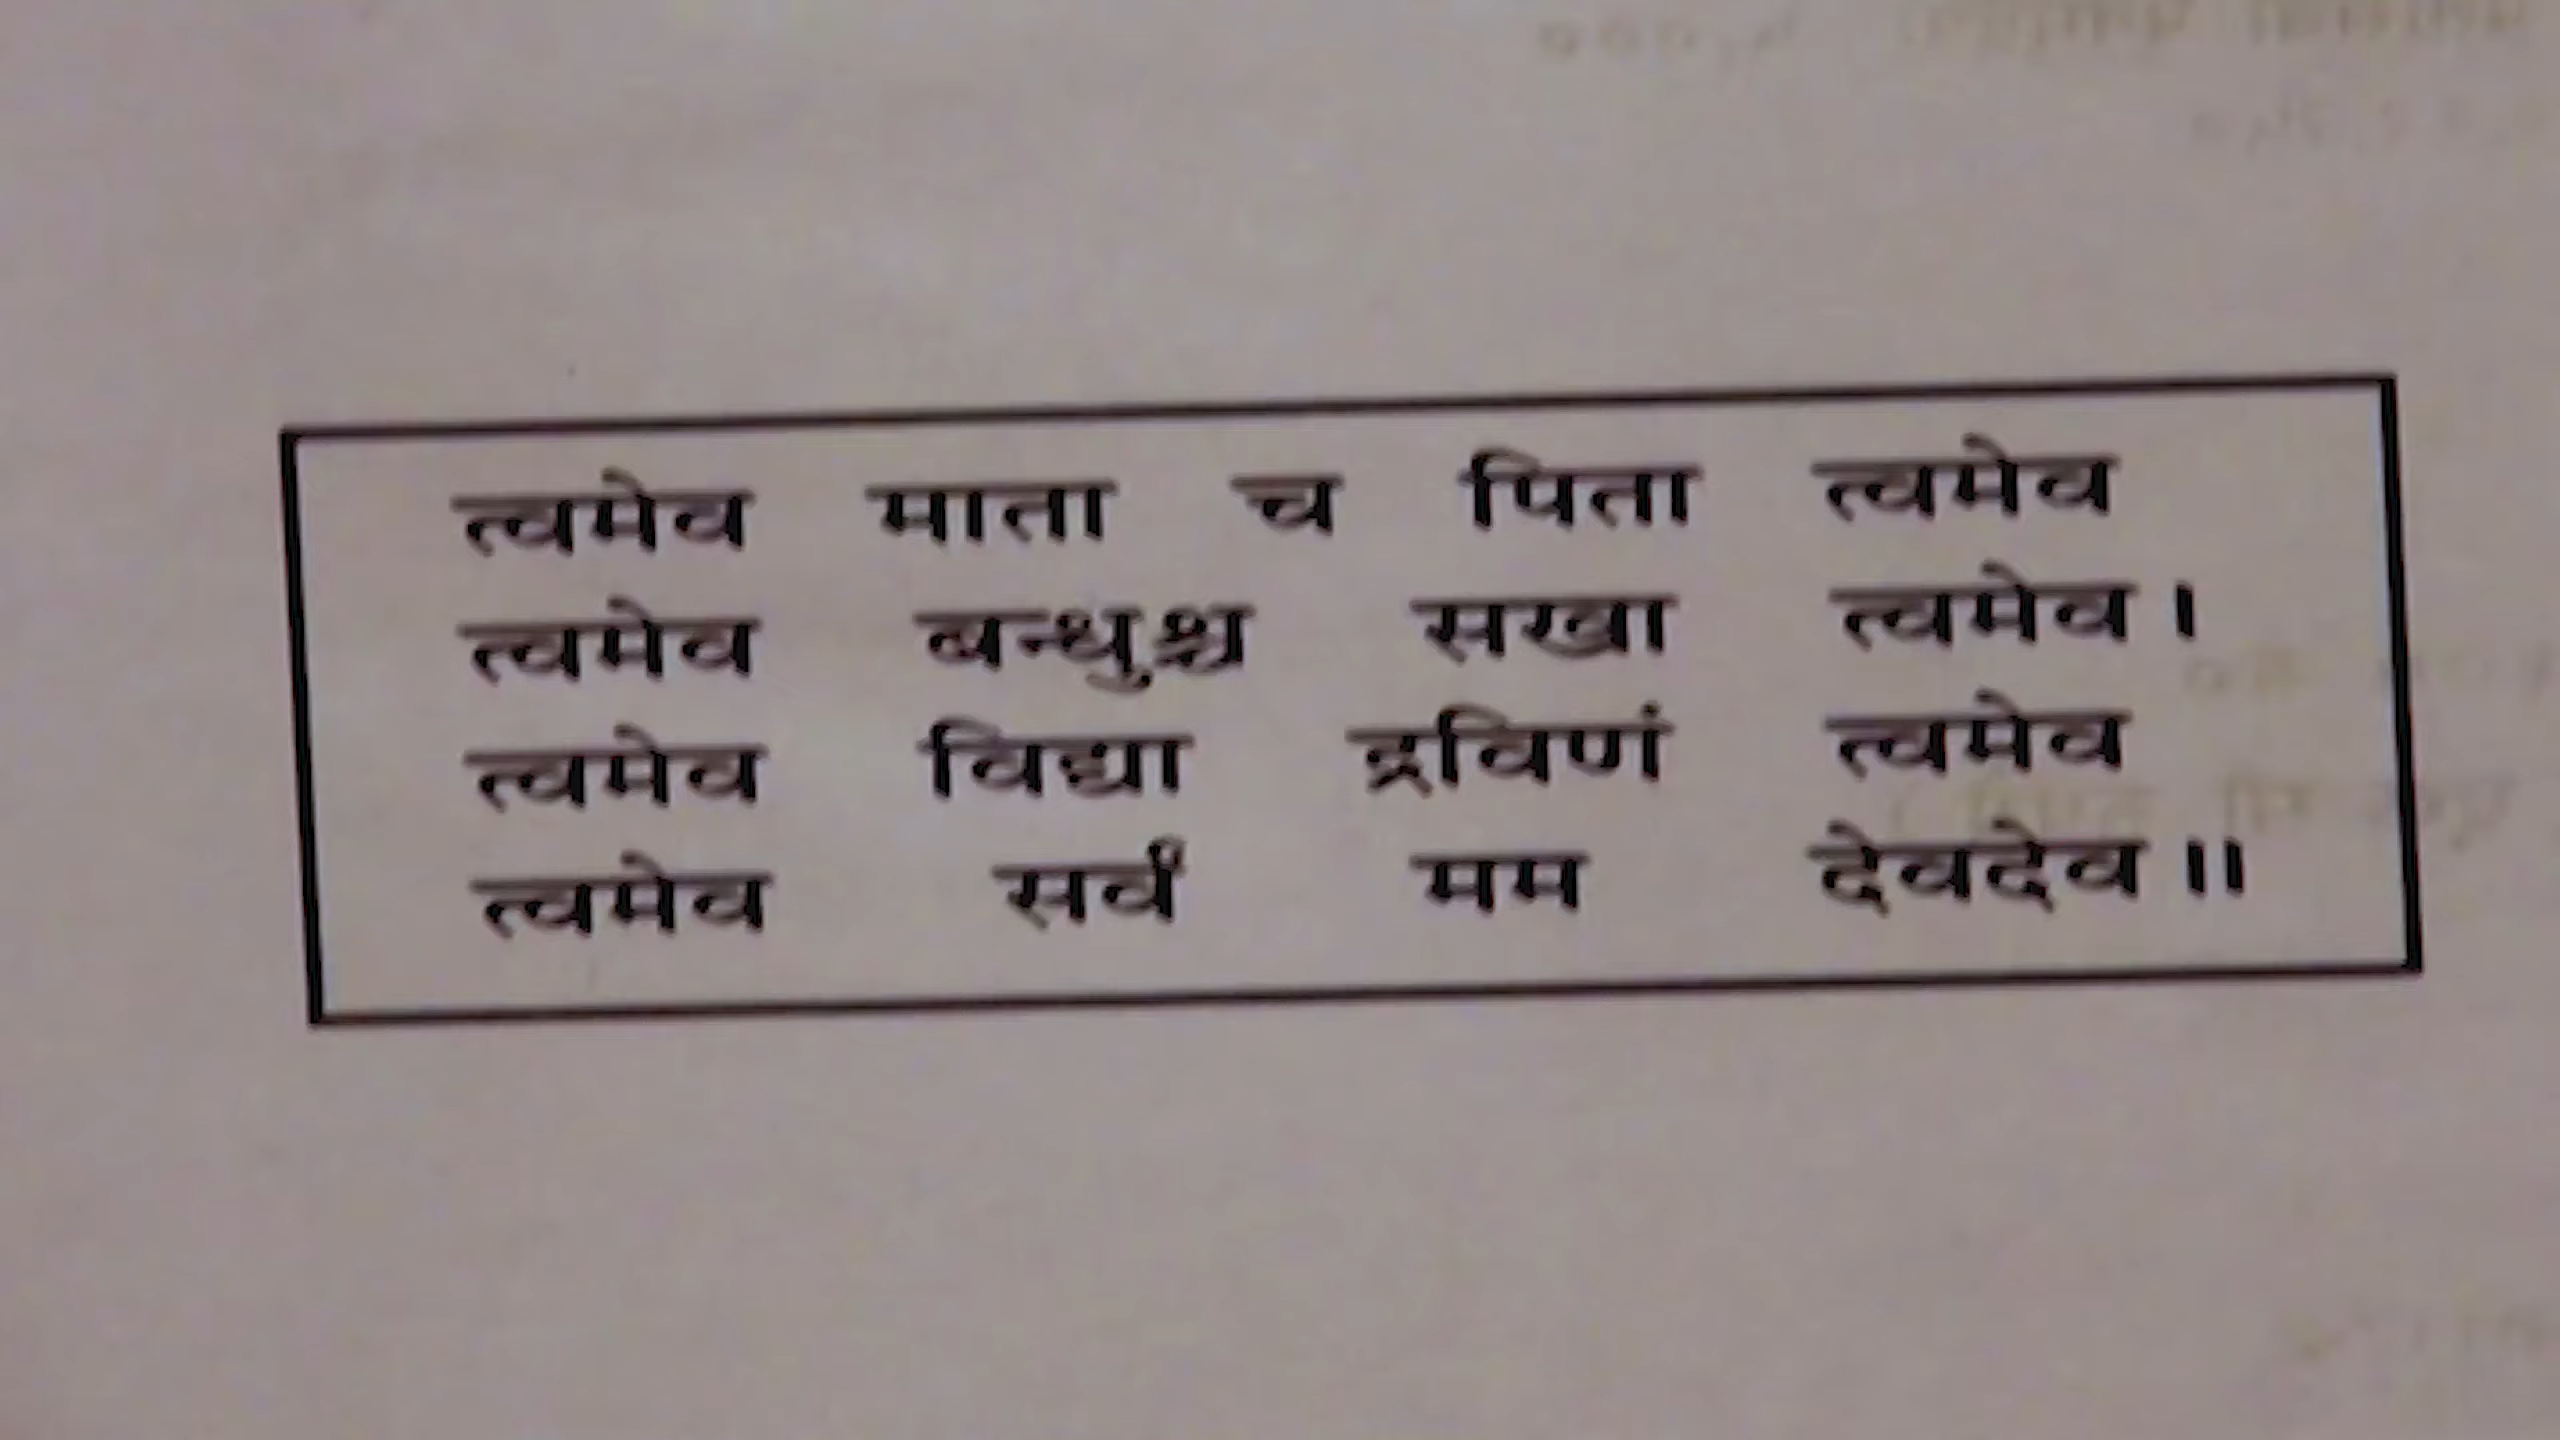 त्वमेव माता च पिता त्वमेव
त्वमेव बन्धुश्च सखा त्वमेव ।
त्वमेव विद्या द्रविणं त्वमेव
त्वमेव सर्वं मम देवदेव ॥